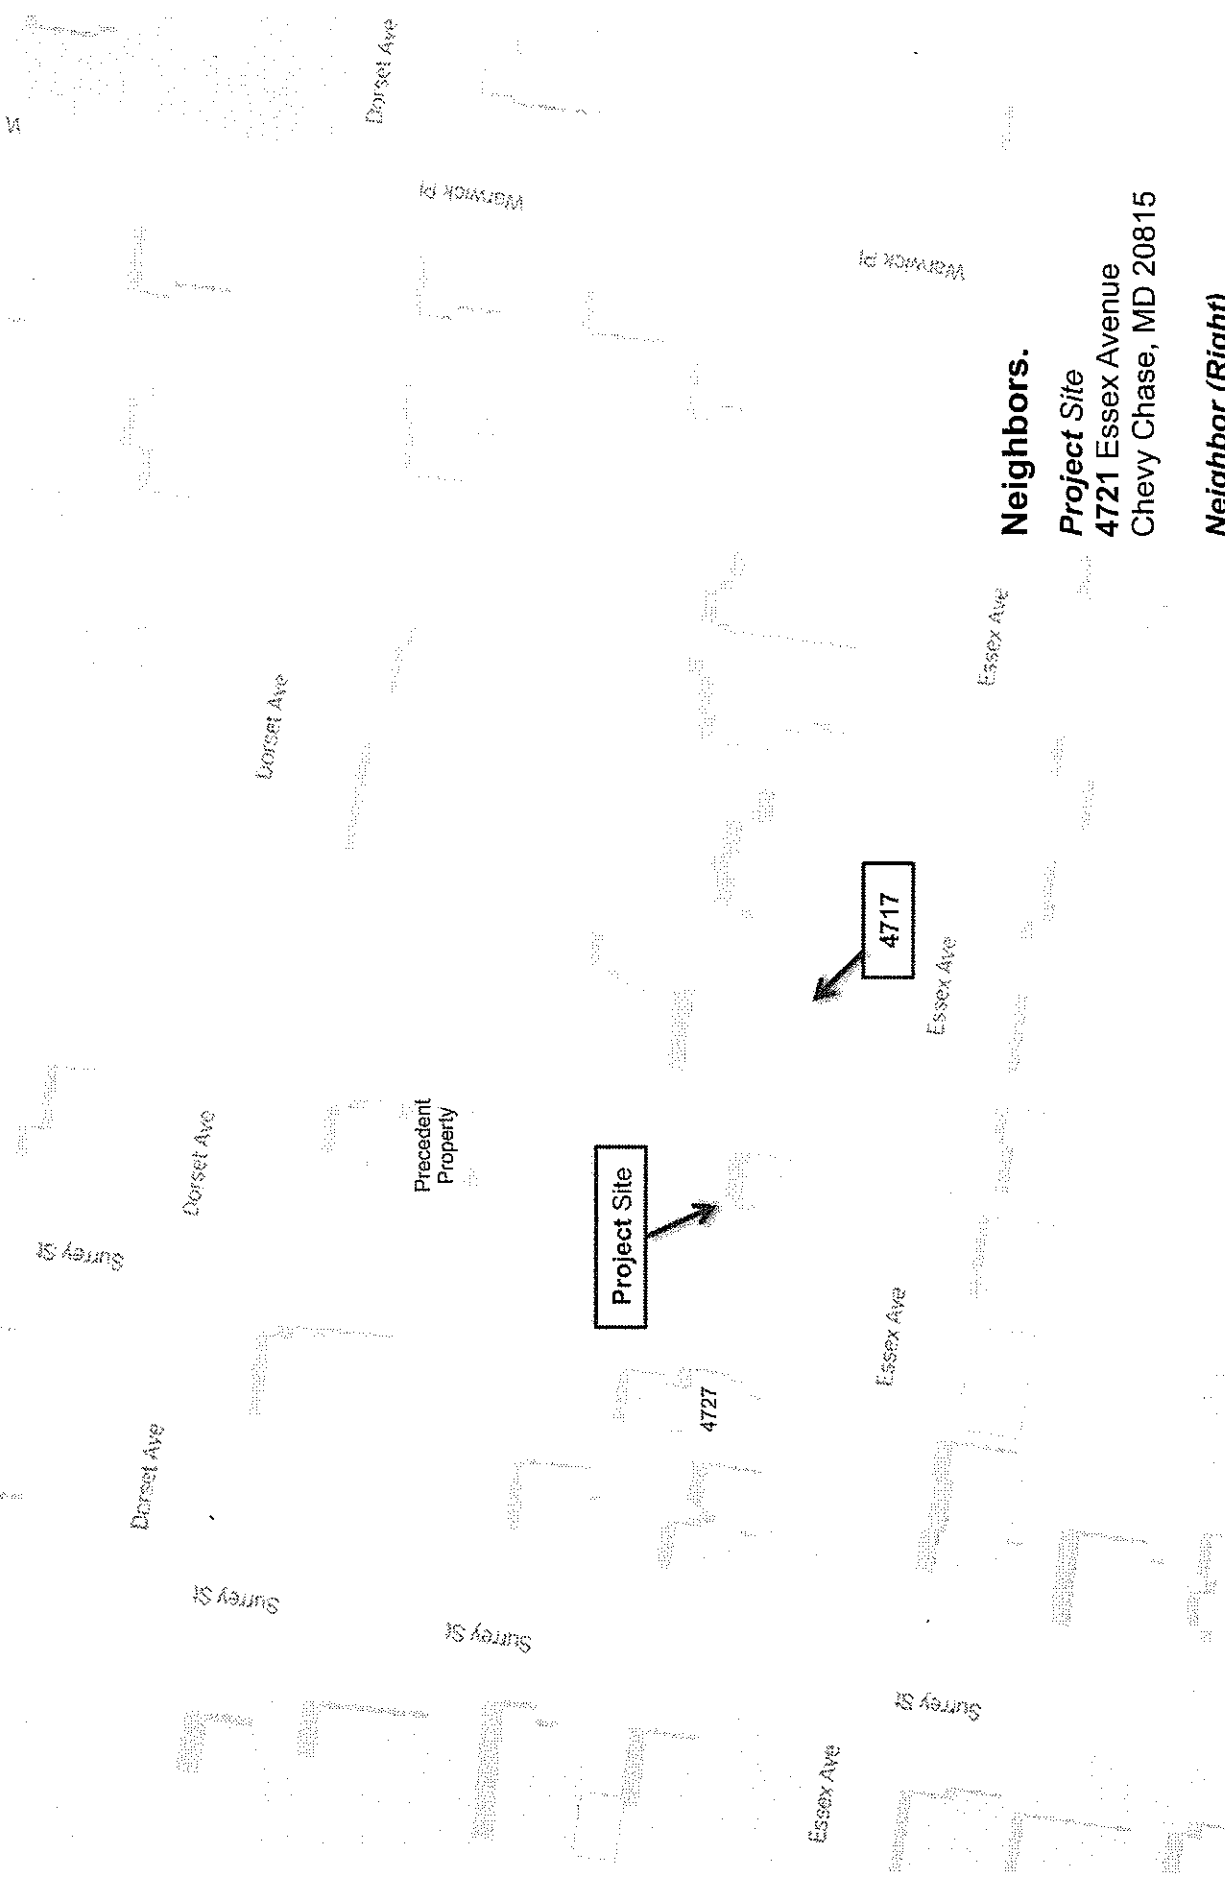 Dorset Ave
Dorset Ave
Dorset Ave
Dorset Ave
Surrey St
Surrey St
Surrey St
Surrey St
Warwick Pl
Warwick Pl
Precedent
Property
Project Site
4727
4717
Essex Ave
Essex Ave
Essex Ave
Essex Ave
Neighbors.
Project Site
4721 Essex Avenue
Chevy Chase, MD 20815
Neighbor (Right)